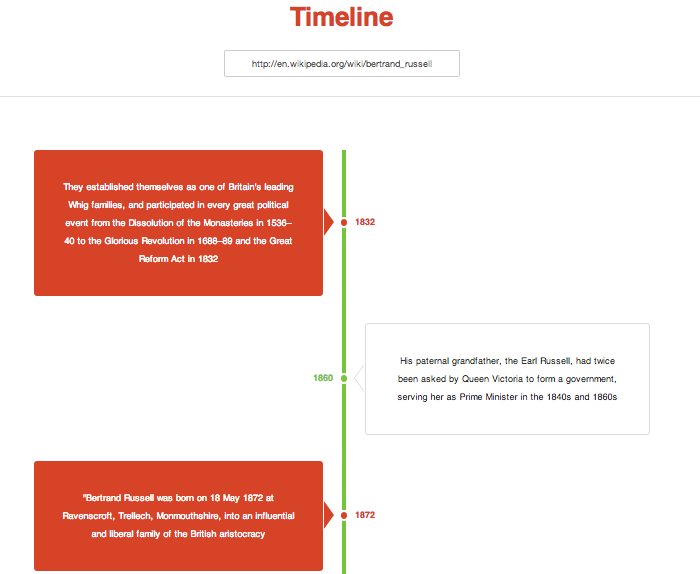 Timeline
http://en.wikipedia.org/wiki/bertrand_russell
They established themselves as one of Britain's leading
Whig families, and participated in every great political
event from the Dissolution of the Monasteries in 1536–
40 to the Glorious Revolution in 1688–89 and the Great
Reform Act in 1832
1832
His paternal grandfather, the Earl Russell, had twice
been asked by Queen Victoria to form a government,
serving her as Prime Minister in the 1840s and 1860s
1860
"Bertrand Russell was born on 18 May 1872 at
Ravenscroft, Trellech, Monmouthshire, into an influential
and liberal family of the British aristocracy
1872